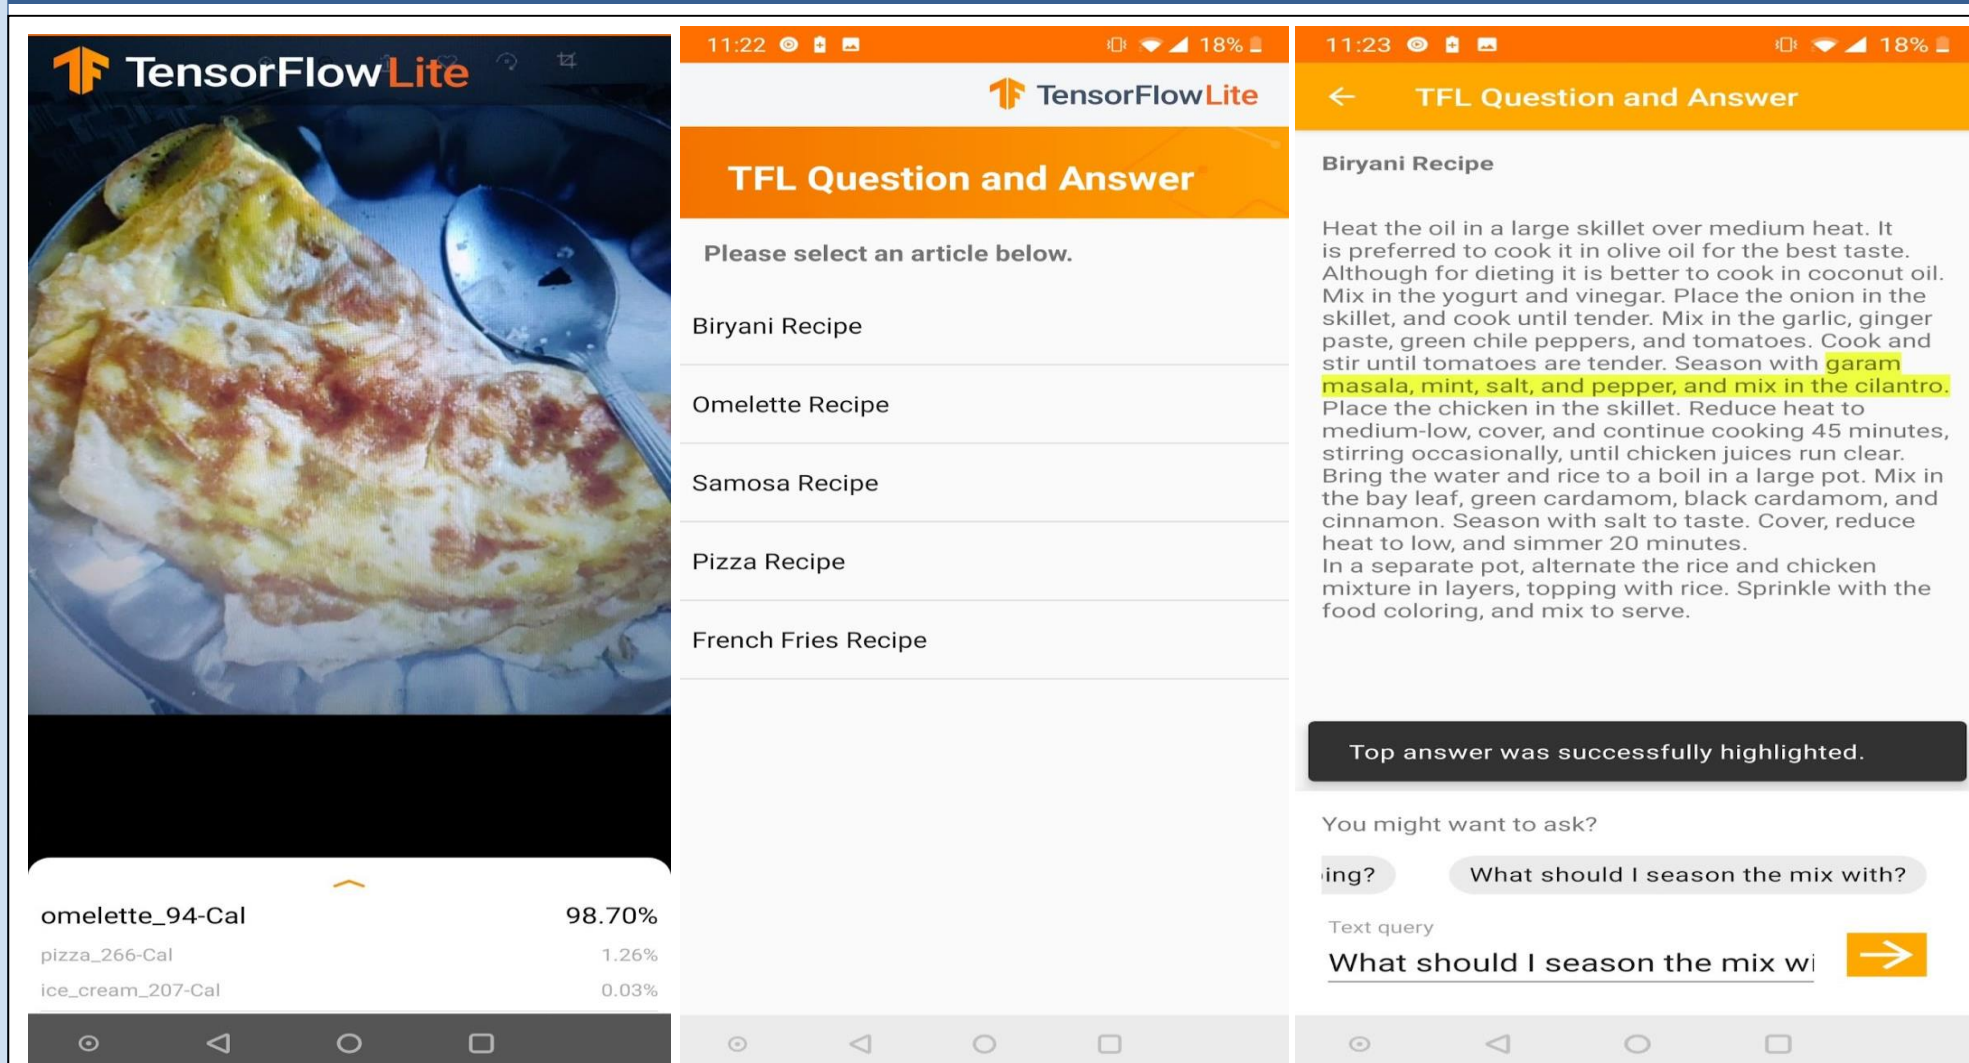 TensorFlowLite
omelette_94-Cal 98.70%
pizza_266-Cal 1.26%
ice_cream_207-Cal 0.03%
11:22 18%
TensorFlowLite
TFL Question and Answer
Please select an article below.
Biryani Recipe
Omelette Recipe
Samosa Recipe
Pizza Recipe
French Fries Recipe
11:23 18%
TFL Question and Answer
Biryani Recipe
Heat the oil in a large skillet over medium heat. It
is preferred to cook it in olive oil for the best taste.
Although for dieting it is better to cook in coconut oil.
Mix in the yogurt and vinegar. Place the onion in the
skillet, and cook until tender. Mix in the garlic, ginger
paste, green chile peppers, and tomatoes. Cook and
stir until tomatoes are tender. Season with garam
masala, mint, salt, and pepper, and mix in the cilantro.
Place the chicken in the skillet. Reduce heat to
medium-low, cover, and continue cooking 45 minutes,
stirring occasionally, until chicken juices run clear.
Bring the water and rice to a boil in a large pot. Mix in
the bay leaf, green cardamom, black cardamom, and
cinnamon. Season with salt to taste. Cover, reduce
heat to low, and simmer 20 minutes.
In a separate pot, alternate the rice and chicken
mixture in layers, topping with rice. Sprinkle with the
food coloring, and mix to serve.
Top answer was successfully highlighted.
You might want to ask?
ing? What should I season the mix with?
Text query
What should I season the mix wi